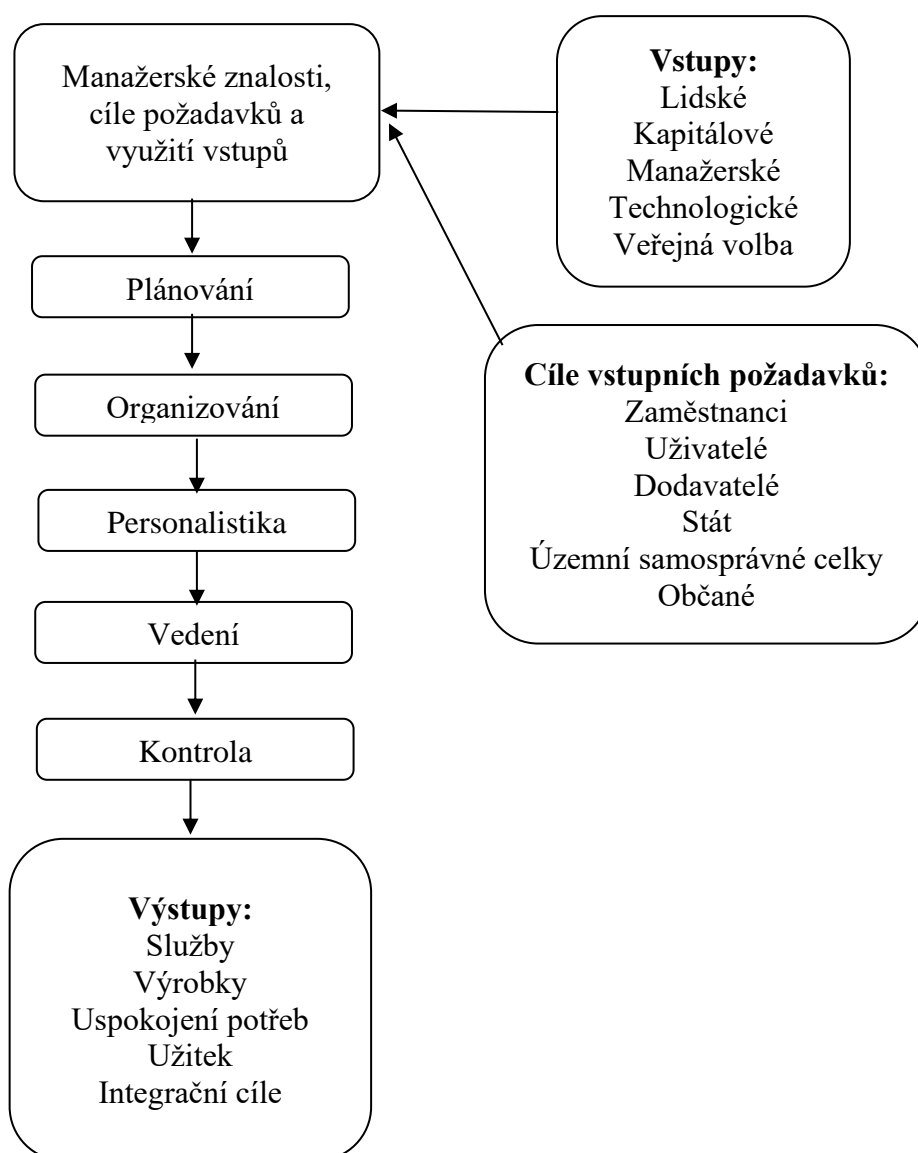 Manažerské znalosti,
cíle požadavků a
využití vstupů
Vstupy:
Lidské
Kapitálové
Manažerské
Technologické
Veřejná volba
Plánování
Organizování
Personalistika
Vedení
Kontrola
Cíle vstupních požadavků:
Zaměstnanci
Uživatelé
Dodavatelé
Stát
Územní samosprávné celky
Občané
Výstupy:
Služby
Výrobky
Uspokojení potřeb
Užitek
Integrační cíle